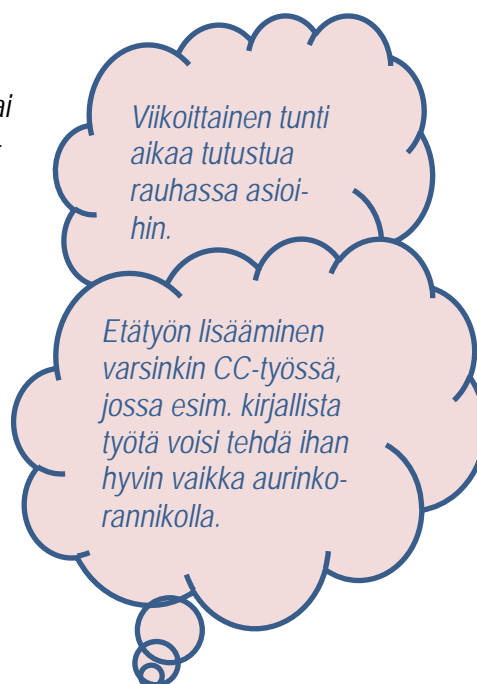 ai
Viikoittainen tunti
aikaa tutustua
rauhassa asioi-
hin.
Etätyön lisääminen
varsinkin CC-työssä,
jossa esim. kirjallista
työtä voisi tehdä ihan
hyvin vaikka aurinko-
rannikolla.